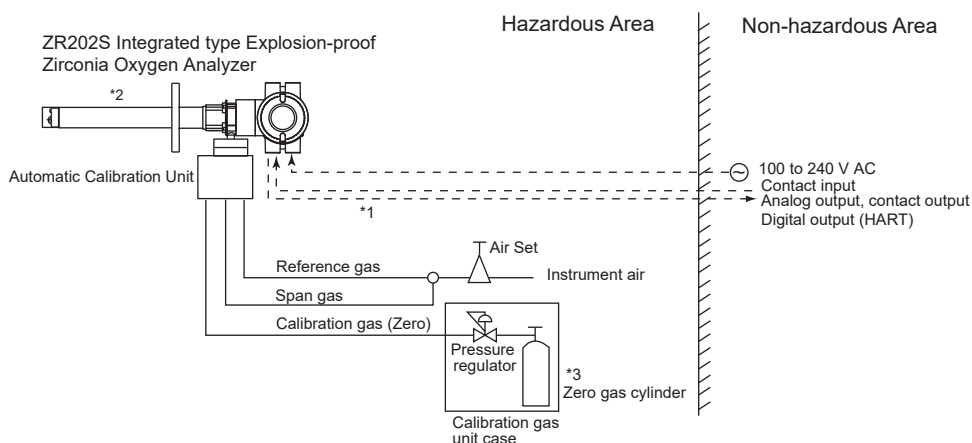 Hazardous Area
Non-hazardous Area
ZR202S Integrated type Explosion-proof
Zirconia Oxygen Analyzer
*2
Automatic Calibration Unit
*1
100 to 240 V AC
Contact input
Analog output, contact output
Digital output (HART)
Air Set
Reference gas
Instrument air
Span gas
Calibration gas (Zero)
Pressure
regulator
*3
Zero gas cylinder
Calibration gas
unit case